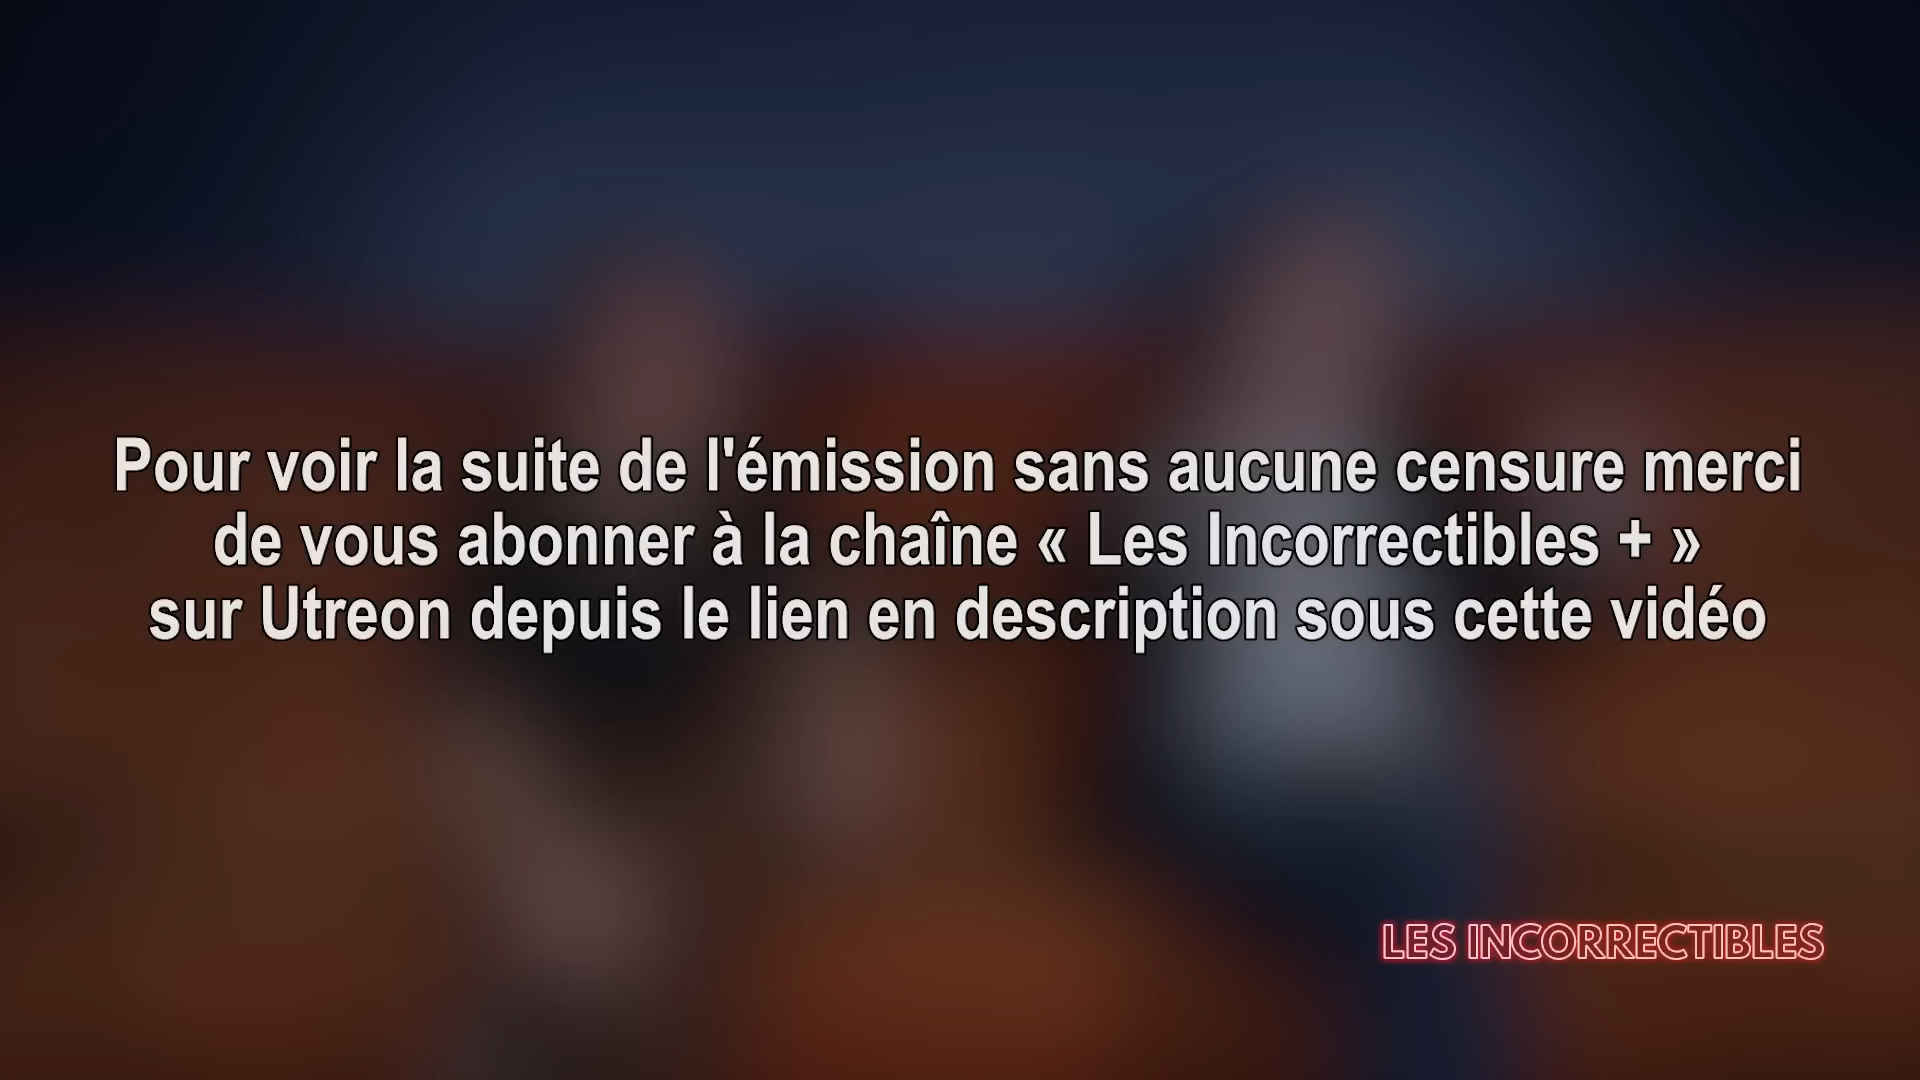 Pour voir la suite de l'émission sans aucune censure merci
de vous abonner à la chaîne « Les Incorrectibles + »
sur Utreon depuis le lien en description sous cette vidéo
LES INCORRECTIBLES